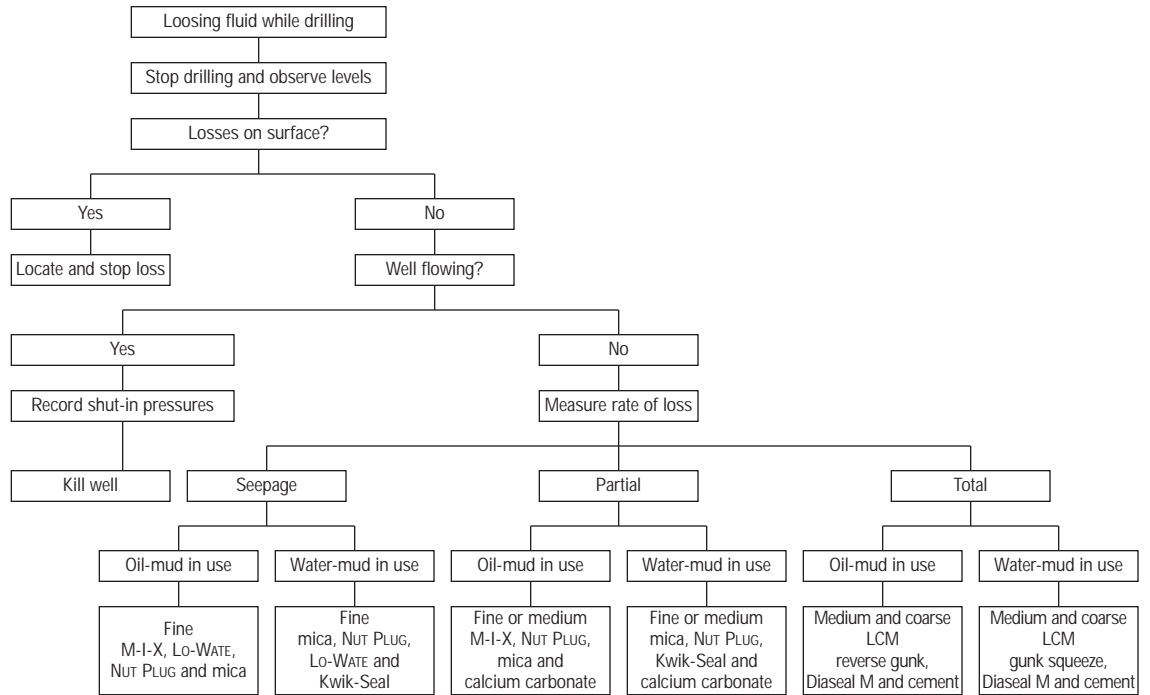 Loosing fluid while drilling
Stop drilling and observe levels
Losses on surface?
Yes
No
Locate and stop loss
Well flowing?
Yes
No
Record shut-in pressures
Measure rate of loss
Kill well
Seepage
Partial
Total
Oil-mud in use
Water-mud in use
Oil-mud in use
Water-mud in use
Oil-mud in use
Water-mud in use
Fine
M-I-X, LO-WATE,
NUT PLUG and mica
Fine
mica, NUT PLUG,
LO-WATE and
Kwik-Seal
Fine or medium
M-I-X, NUT PLUG,
mica and
calcium carbonate
Fine or medium
mica, NUT PLUG,
Kwik-Seal and
calcium carbonate
Medium and coarse
LCM
reverse gunk,
Diaseal M and cement
Medium and coarse
LCM
gunk squeeze,
Diaseal M and cement